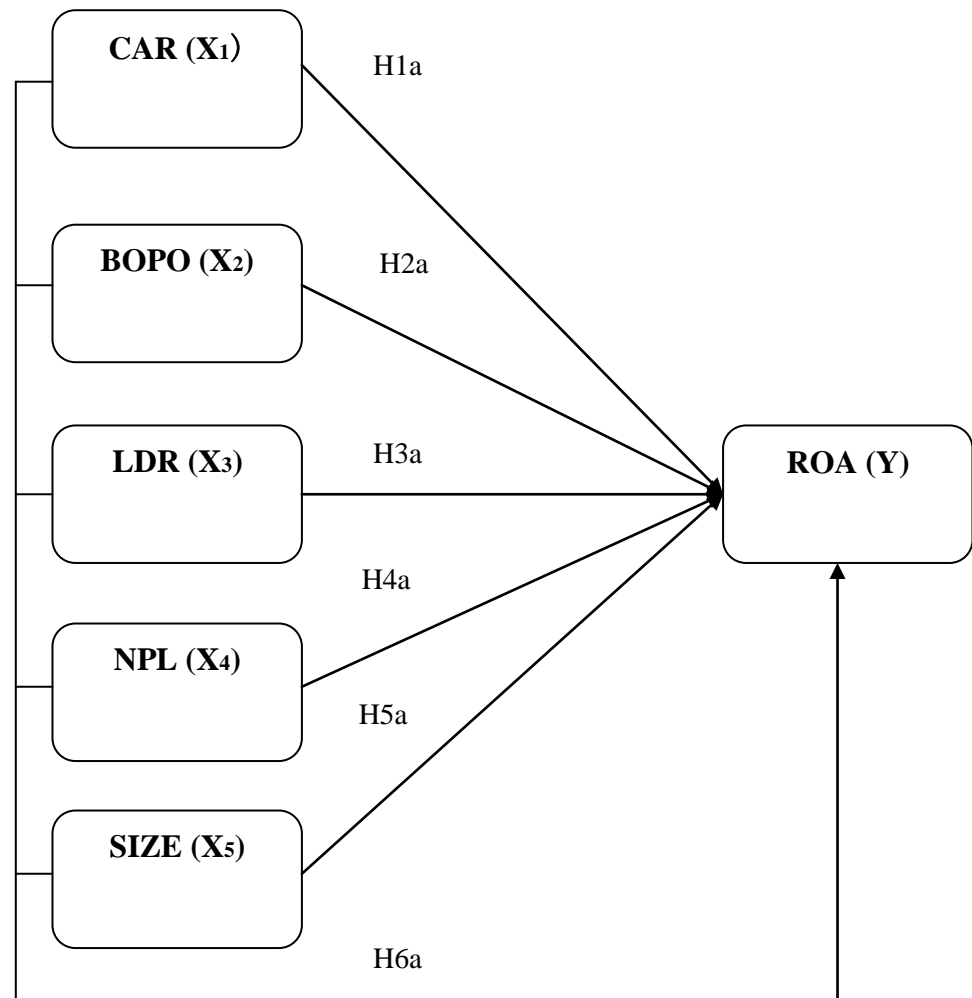 CAR (X1)
H1a
BOPO (X2)
H2a
LDR (X3)
H3a
ROA (Y)
H4a
NPL (X4)
H5a
SIZE (X5)
H6a